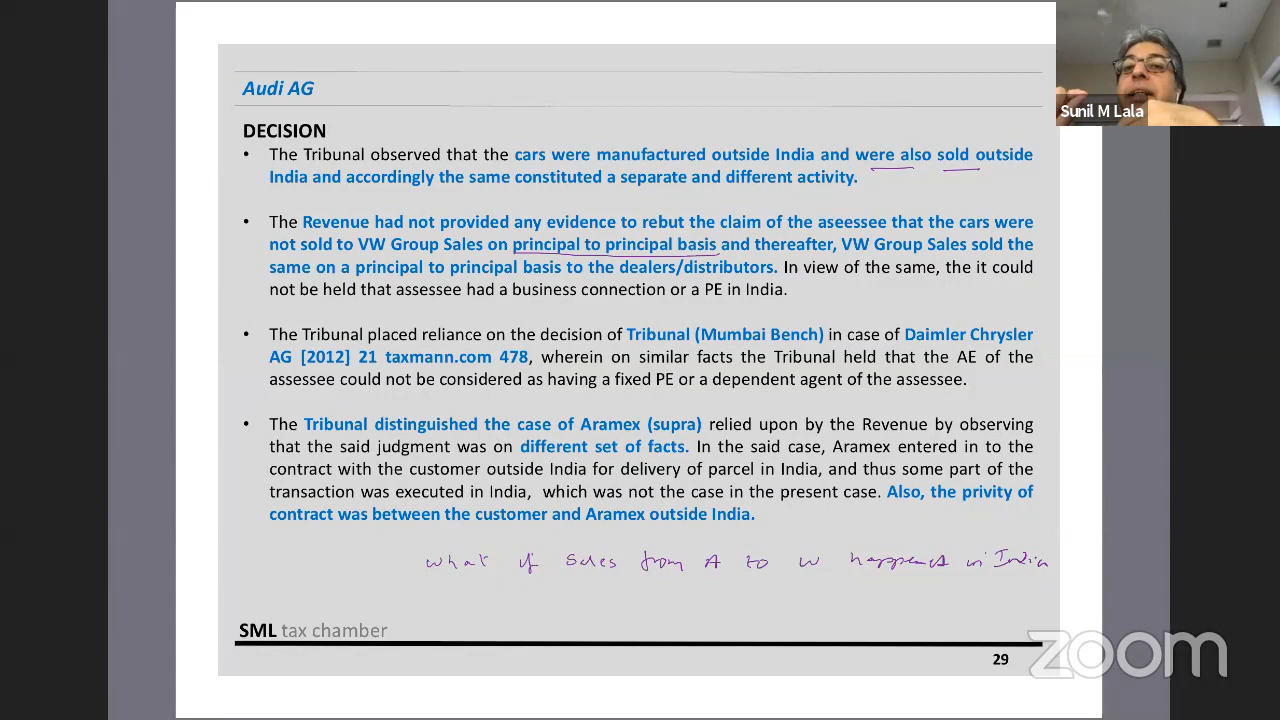 Audi AG
DECISION
• The Tribunal observed that the cars were manufactured outside India and were also sold outside
India and accordingly the same constituted a separate and different activity.
• The Revenue had not provided any evidence to rebut the claim of the aseessee that the cars were
not sold to VW Group Sales on principal to principal basis and thereafter, VW Group Sales sold the
same on a principal to principal basis to the dealers/distributors. In view of the same, the it could
not be held that assessee had a business connection or a PE in India.
• The Tribunal placed reliance on the decision of Tribunal (Mumbai Bench) in case of Daimler Chrysler
AG [2012] 21 taxmann.com 478, wherein on similar facts the Tribunal held that the AE of the
assessee could not be considered as having a fixed PE or a dependent agent of the assessee.
• The Tribunal distinguished the case of Aramex (supra) relied upon by the Revenue by observing
that the said judgment was on different set of facts. In the said case, Aramex entered in to the
contract with the customer outside India for delivery of parcel in India, and thus some part of the
transaction was executed in India, which was not the case in the present case. Also, the privity of
contract was between the customer and Aramex outside India.
what if sales from A to W happens in India
SML tax chamber
29
Sunil M Lala
zoom